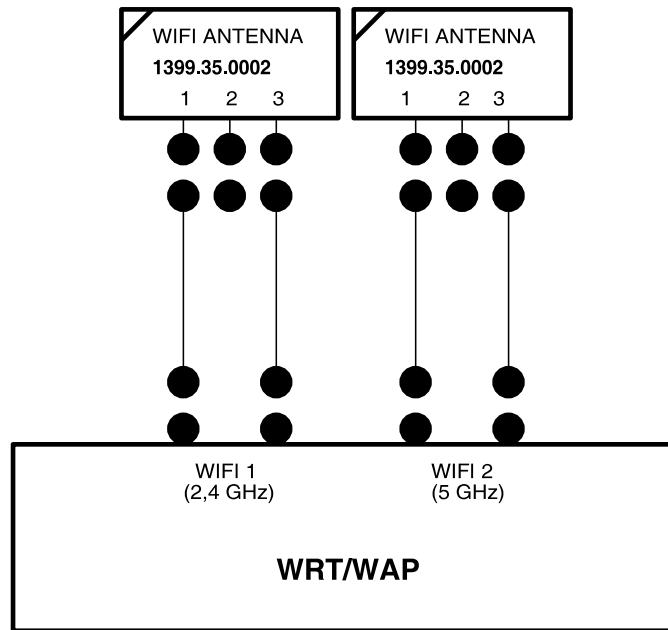 WIFI ANTENNA
1399.35.0002
1 2 3
WIFI ANTENNA
1399.35.0002
1 2 3
WIFI 1
(2,4 GHz)
WIFI 2
(5 GHz)
WRT/WAP